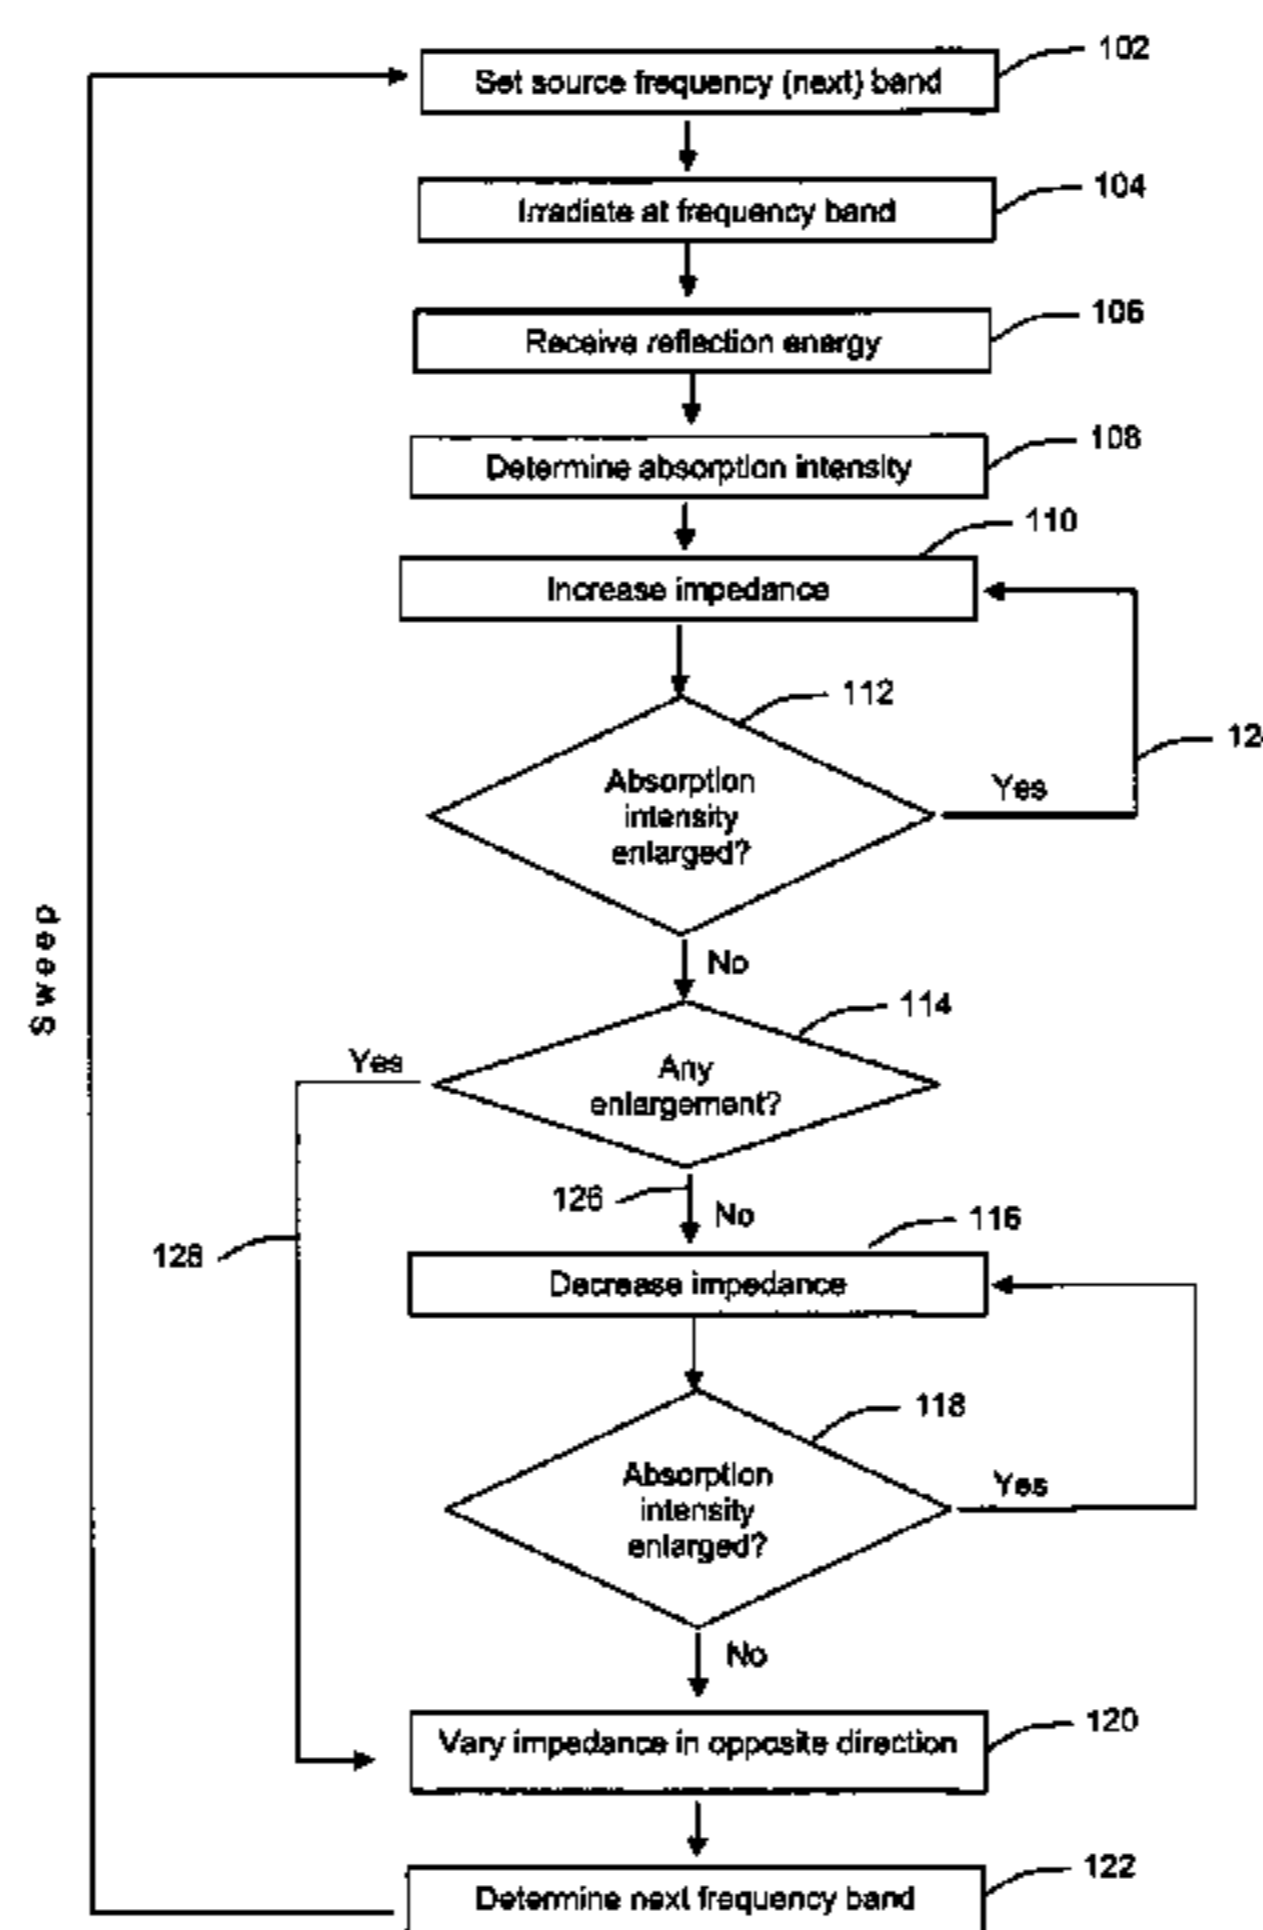 102
Set source frequency (next) band
104
Irradiate at frequency band
106
Receive reflection energy
108
Determine absorption intensity
110
Increase impedance
112
Absorption
intensity
enlarged?
Yes
No
114
Any
enlargement?
Yes
126
No
128
116
Decrease impedance
118
Absorption
intensity
enlarged?
Yes
No
120
Vary impedance in opposite direction
122
Determine next frequency band
Sweep